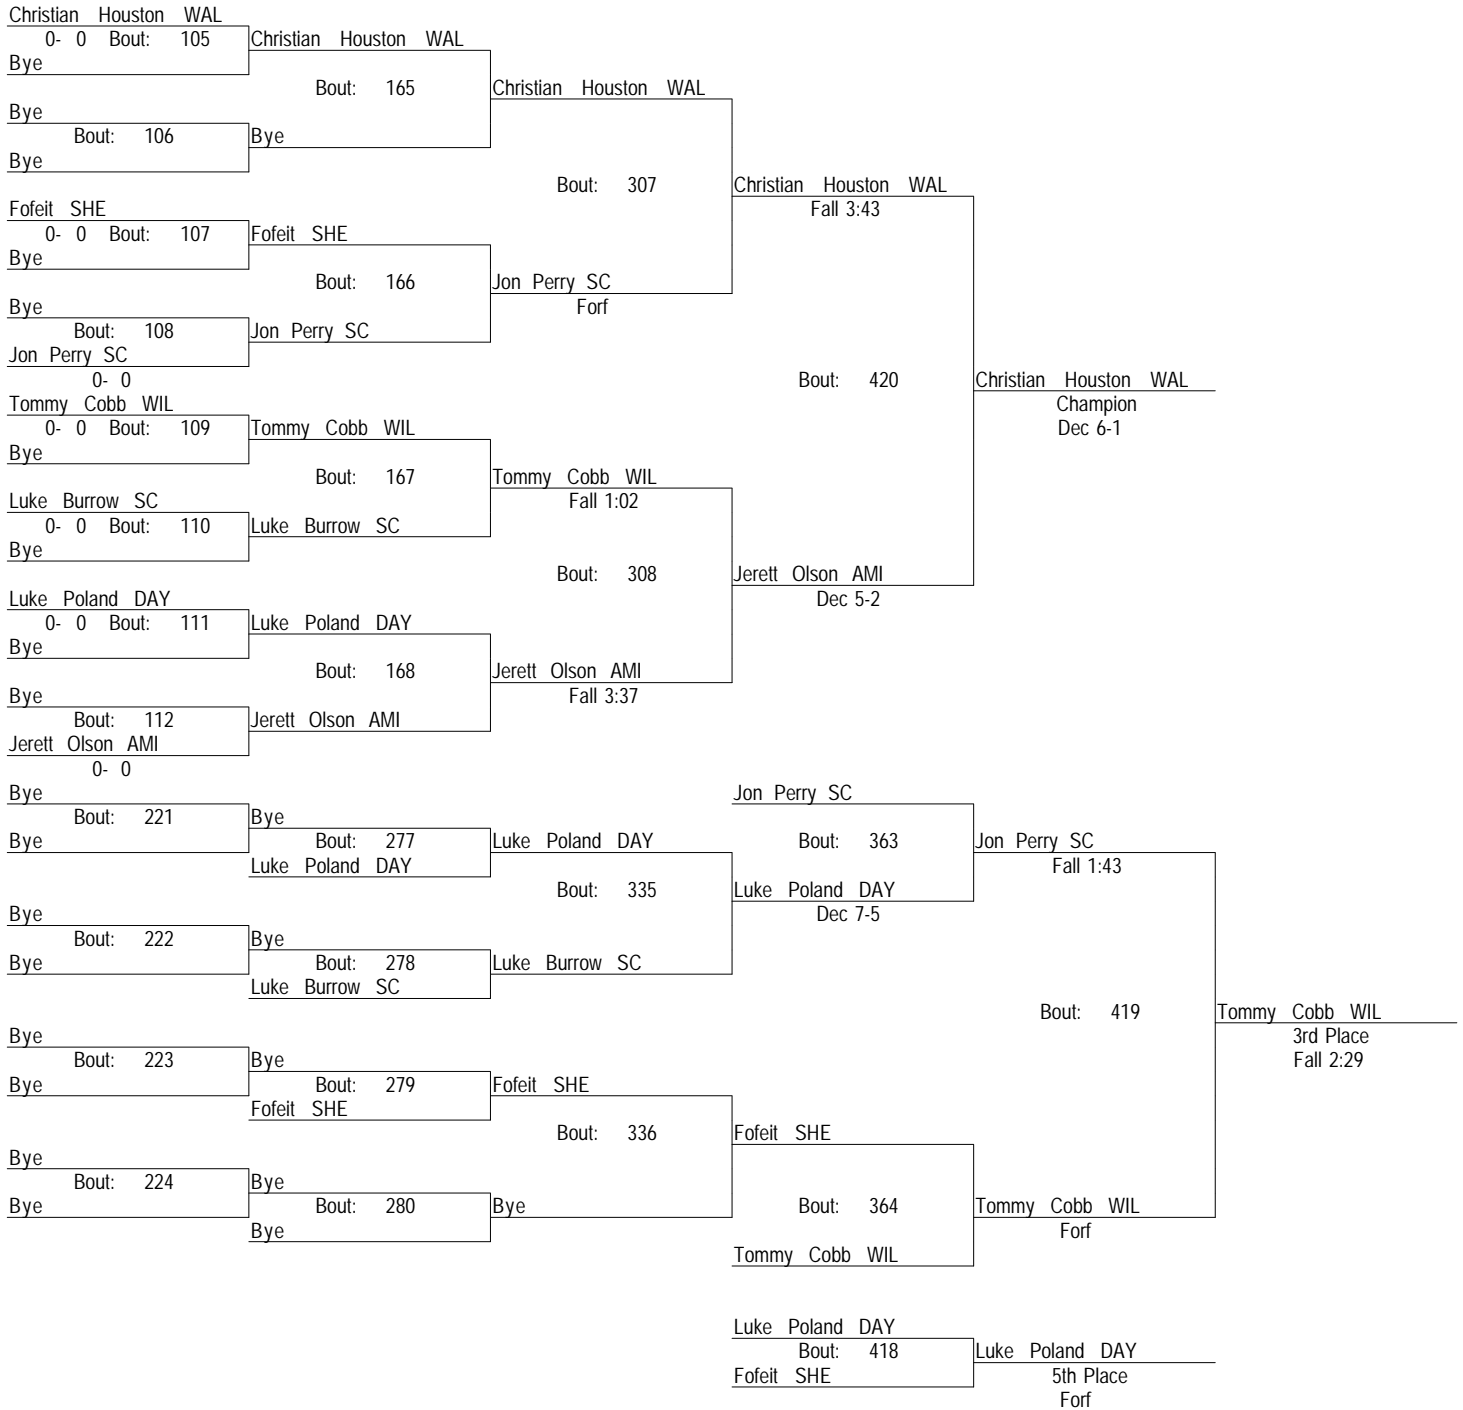 Christian Houston WAL
0- 0 Bout: 105 Christian Houston WAL
Bye
Bout: 165 Christian Houston WAL
Bye
Bout: 106 Bye
Bye
Bout: 307 Christian Houston WAL
Fofeit SHE Fall 3:43
0- 0 Bout: 107 Fofeit SHE
Bye
Bout: 166 Jon Perry SC
Bye Forf
Bout: 108 Jon Perry SC
Jon Perry SC
0- 0 Bout: 420 Christian Houston WAL
Tommy Cobb WIL Champion
0- 0 Bout: 109 Tommy Cobb WIL Dec 6-1
Bye
Bout: 167 Tommy Cobb WIL
Luke Burrow SC Fall 1:02
0- 0 Bout: 110 Luke Burrow SC
Bye
Bout: 308 Jerett Olson AMI
Luke Poland DAY Dec 5-2
0- 0 Bout: 111 Luke Poland DAY
Bye
Bout: 168 Jerett Olson AMI
Bye Fall 3:37
Bout: 112 Jerett Olson AMI
Jerett Olson AMI
0- 0
Bye Jon Perry SC
Bout: 221 Bye
Bye Bout: 277 Luke Poland DAY Bout: 363 Jon Perry SC
Luke Poland DAY Fall 1:43
Bout: 335 Luke Poland DAY
Bye Dec 7-5
Bout: 222 Bye
Bye Bout: 278 Luke Burrow SC
Luke Burrow SC
Bout: 419 Tommy Cobb WIL
Bye 3rd Place
Bout: 223 Bye Fall 2:29
Bye Bout: 279 Fofeit SHE
Fofeit SHE
Bout: 336 Fofeit SHE
Bye
Bout: 224 Bye
Bye Bout: 280 Bye Bout: 364 Tommy Cobb WIL
Bye Forf
Tommy Cobb WIL
Luke Poland DAY
Bout: 418 Luke Poland DAY
Fofeit SHE 5th Place
Forf